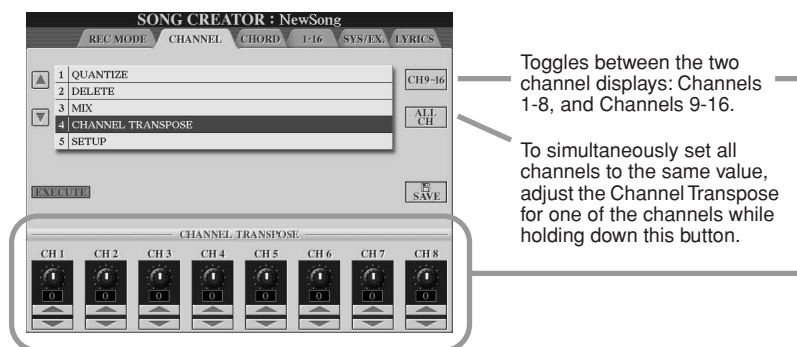 SONG CREATOR : NewSong
REC MODE CHANNEL CHORD 1-16 SYS/EX. LYRICS
1 QUANTIZE
2 DELETE
3 MIX
4 CHANNEL TRANSPOSE
5 SETUP
CH9~16
ALL
CH
EXECUTE
SAVE
Toggles between the two
channel displays: Channels
1-8, and Channels 9-16.
To simultaneously set all
channels to the same value,
adjust the Channel Transpose
for one of the channels while
holding down this button.
CHANNEL TRANSPOSE
CH 1 CH 2 CH 3 CH 4 CH 5 CH 6 CH 7 CH 8
0 0 0 0 0 0 0 0